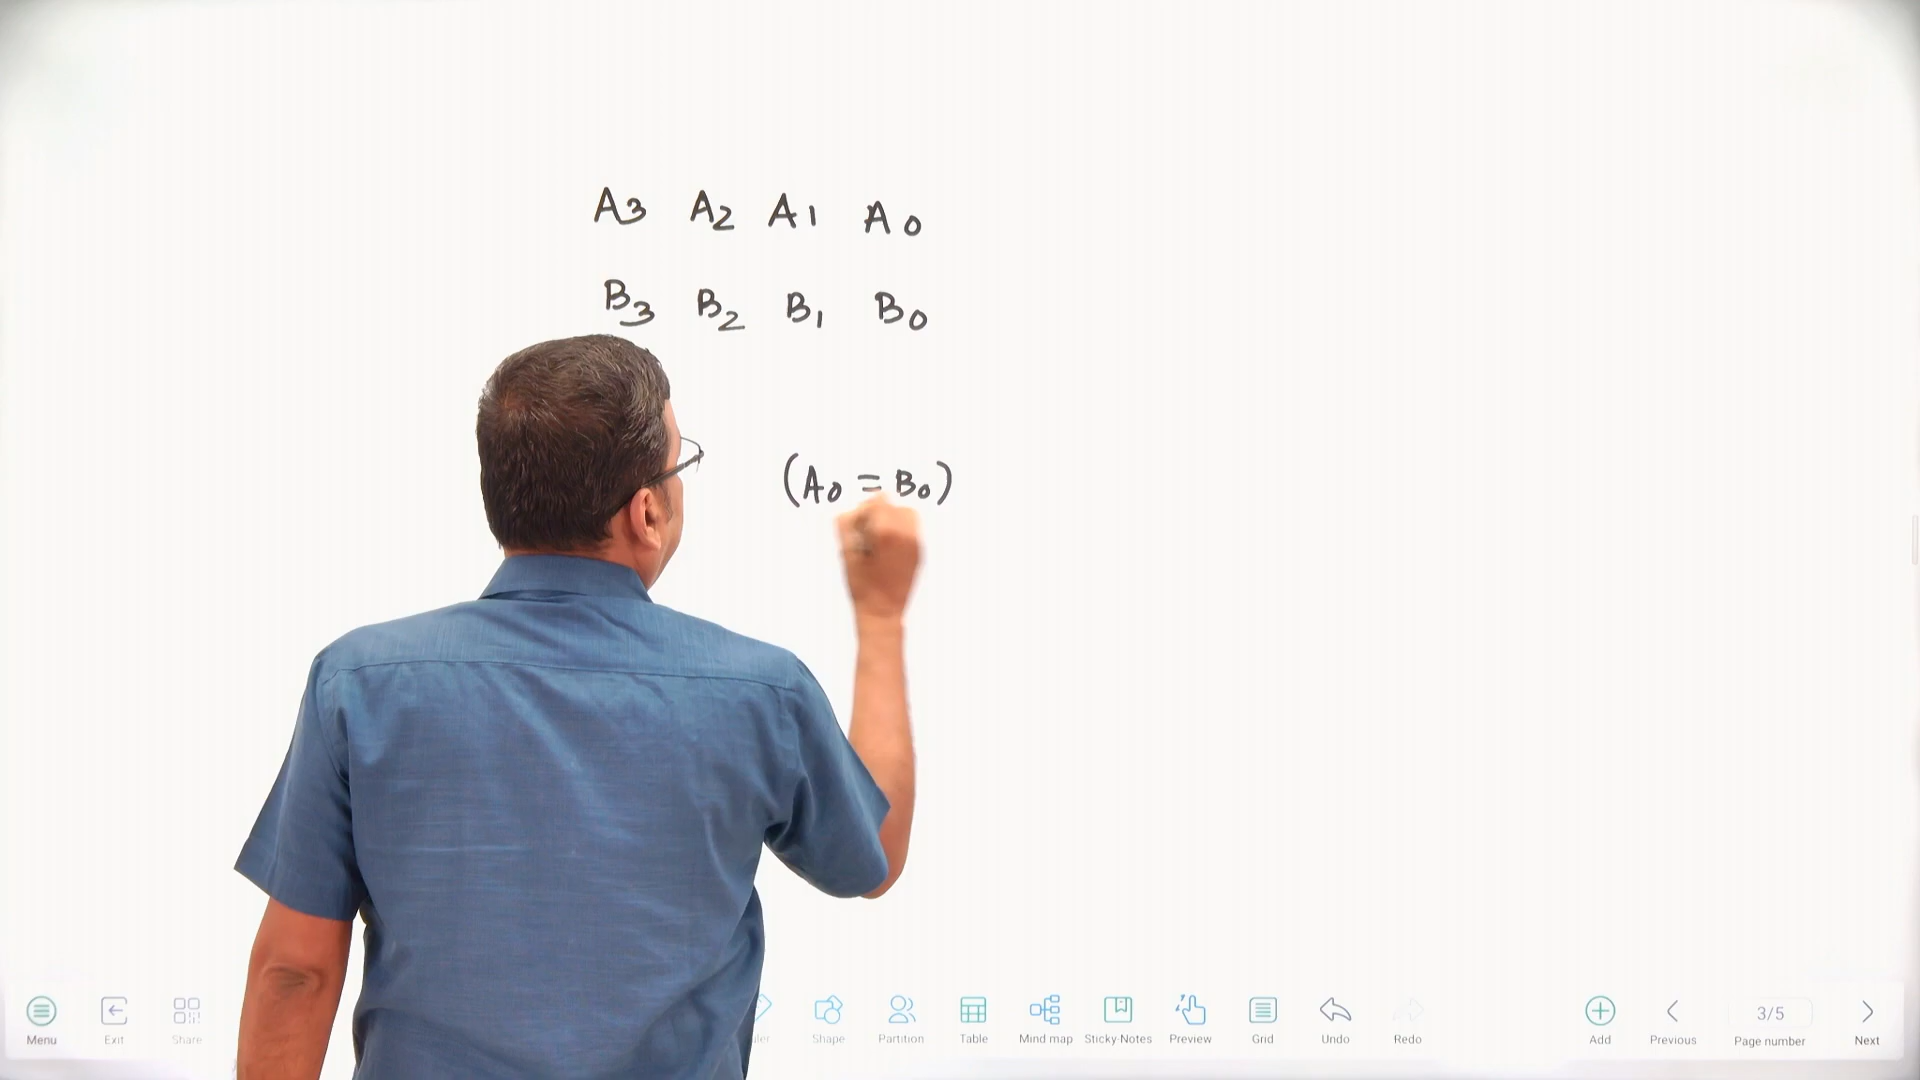 A3 A2 A1 A0
B3 B2 B1 B0
(A0 = B0)
Menu Exit Share Shape Partition Table Mind map Sticky-Notes Preview Grid Undo Redo Add Previous 3/5 Page number Next